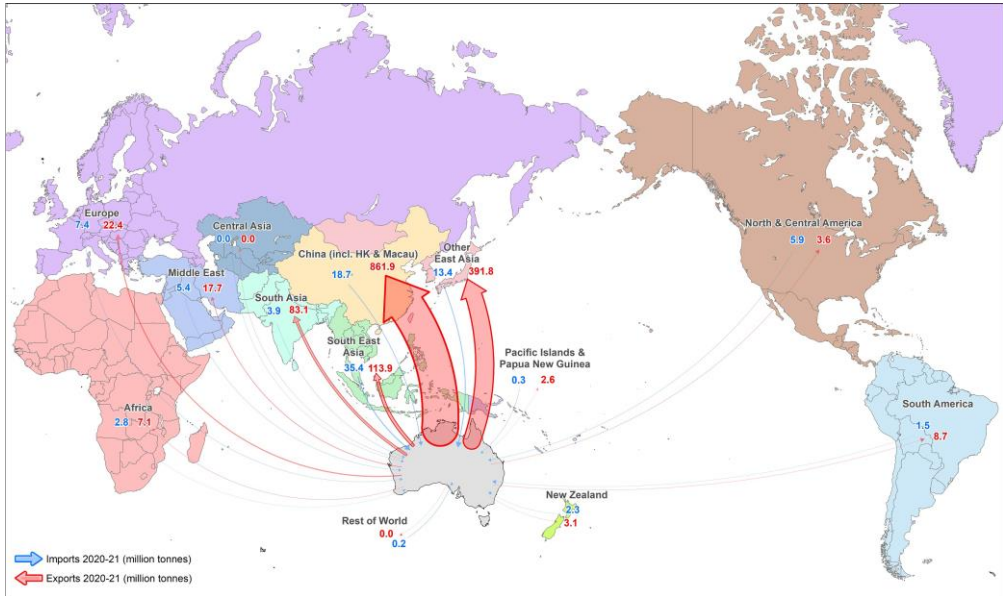 Europe
7.4 22.4
Central Asia
0.0 0.0
China (incl. HK & Macau)
18.7 861.9
Other
East Asia
13.4 391.8
North & Central America
5.9 3.6
Middle East
5.4 17.7
South Asia
3.9 83.1
South East
Asia
35.4 113.9
Pacific Islands &
Papua New Guinea
0.3 2.6
Africa
2.8 7.1
South America
1.5
8.7
New Zealand
2.3
3.1
Rest of World
0.0
0.2
Imports 2020-21 (million tonnes)
Exports 2020-21 (million tonnes)